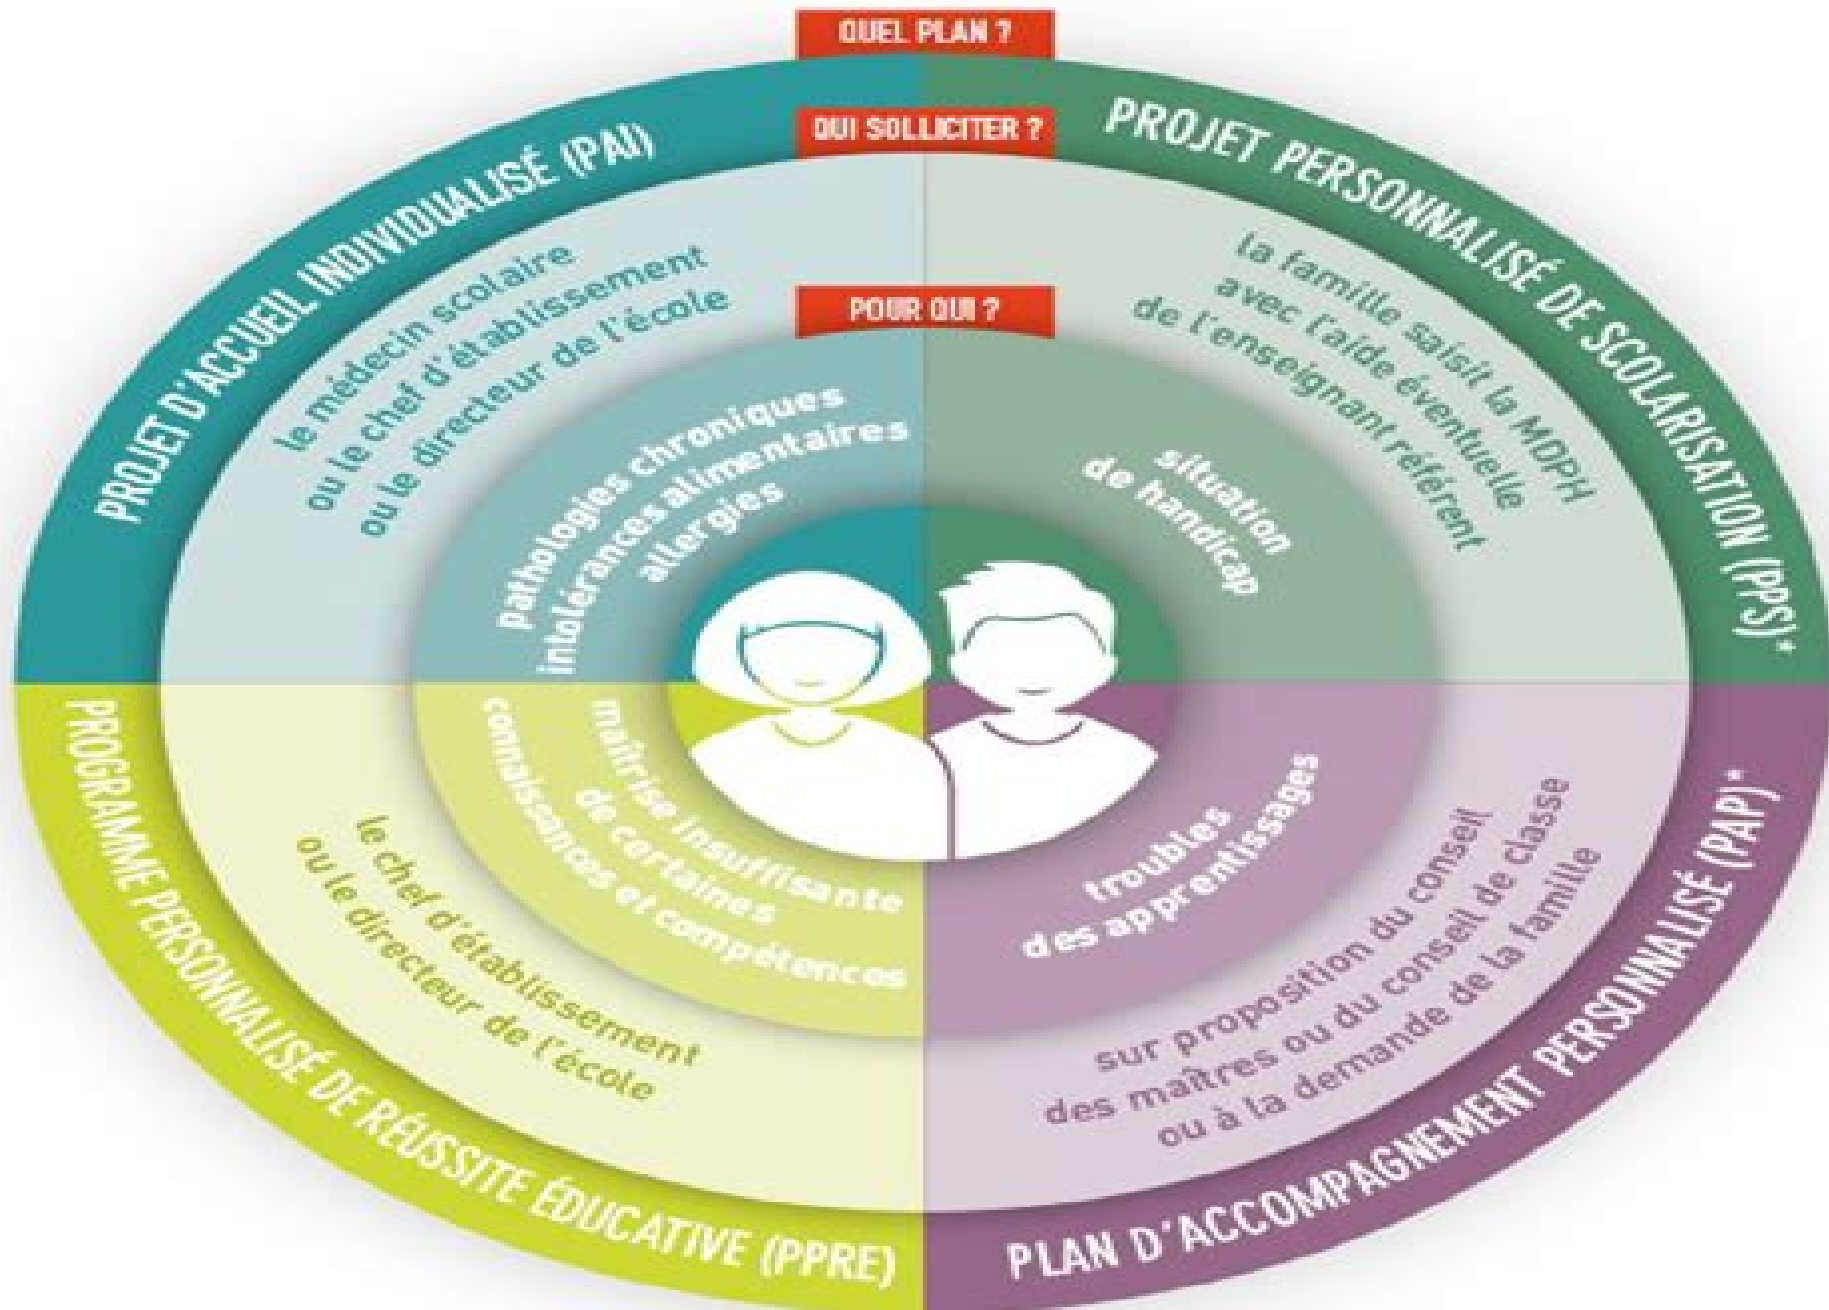 QUEL PLAN ?
QUI SOLLICITER ?
POUR QUI ?
PROJET D'ACCUEIL INDIVIDUALISÉ (PAI)
le médecin scolaire
ou le chef d'établissement
ou le directeur de l'école
pathologies chroniques
intolérances alimentaires
allergies
PROJET PERSONNALISÉ DE SCOLARISATION (PPS)*
la famille saisit la MDPH
avec l'aide éventuelle
de l'enseignant référent
situation
de handicap
PROGRAMME PERSONNALISÉ DE RÉUSSITE ÉDUCATIVE (PPRE)
le chef d'établissement
ou le directeur de l'école
maîtrise insuffisante
de certaines
connaissances et compétences
PLAN D'ACCOMPAGNEMENT PERSONNALISÉ (PAP)*
sur proposition du conseil
des maîtres ou du conseil de classe
ou à la demande de la famille
troubles
des apprentissages